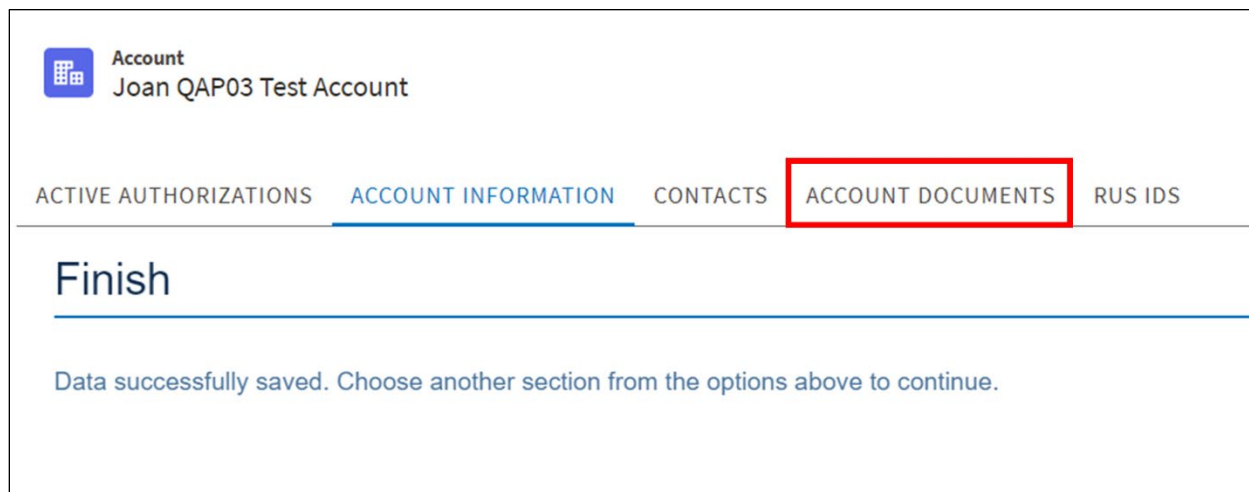 Account
Joan QAP03 Test Account
ACTIVE AUTHORIZATIONS ACCOUNT INFORMATION CONTACTS ACCOUNT DOCUMENTS RUS IDS
Finish
Data successfully saved. Choose another section from the options above to continue.